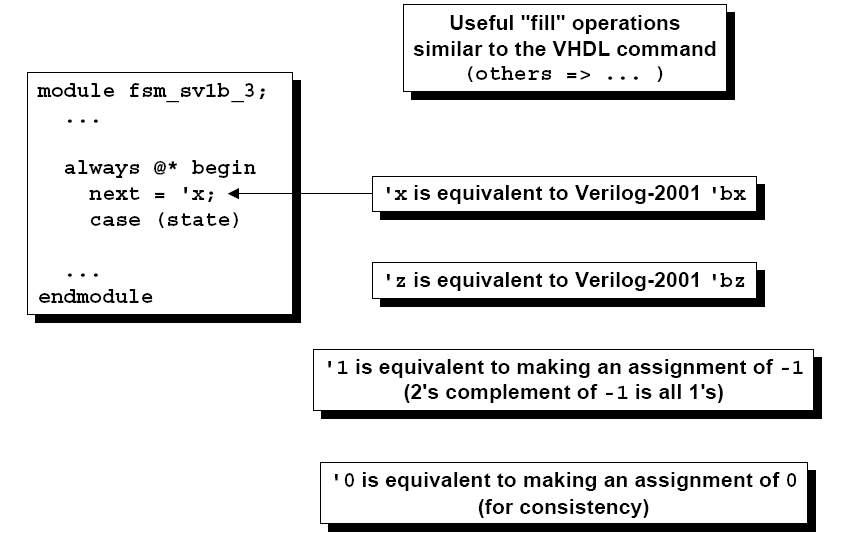 Useful "fill" operations
similar to the VHDL command
(others => ... )
module fsm_sv1b_3;
...
always @* begin
next = 'x;
case (state)
...
endmodule
'x is equivalent to Verilog-2001 'bx
'z is equivalent to Verilog-2001 'bz
'1 is equivalent to making an assignment of -1
(2's complement of -1 is all 1's)
'0 is equivalent to making an assignment of 0
(for consistency)